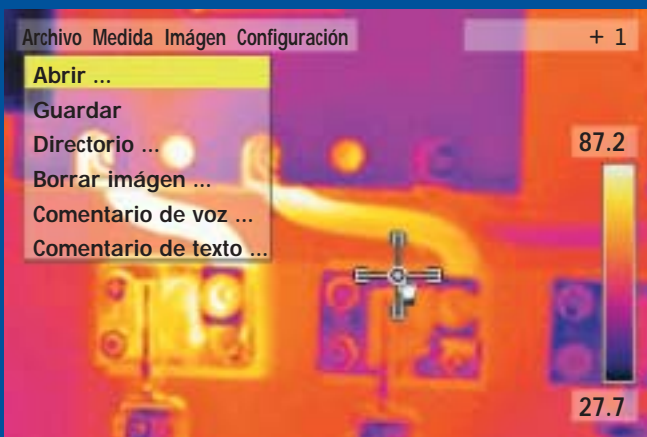 Archivo Medida Imágen Configuración
+ 1
Abrir ...
Guardar
Directorio ...
Borrar imágen ...
Comentario de voz ...
Comentario de texto ...
87.2
27.7